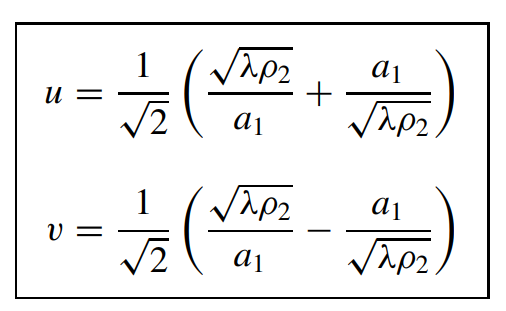 u = \frac{1}{\sqrt{2}} \left( \frac{\sqrt{\lambda\rho_2}}{a_1} + \frac{a_1}{\sqrt{\lambda\rho_2}} \right)
v = \frac{1}{\sqrt{2}} \left( \frac{\sqrt{\lambda\rho_2}}{a_1} - \frac{a_1}{\sqrt{\lambda\rho_2}} \right)